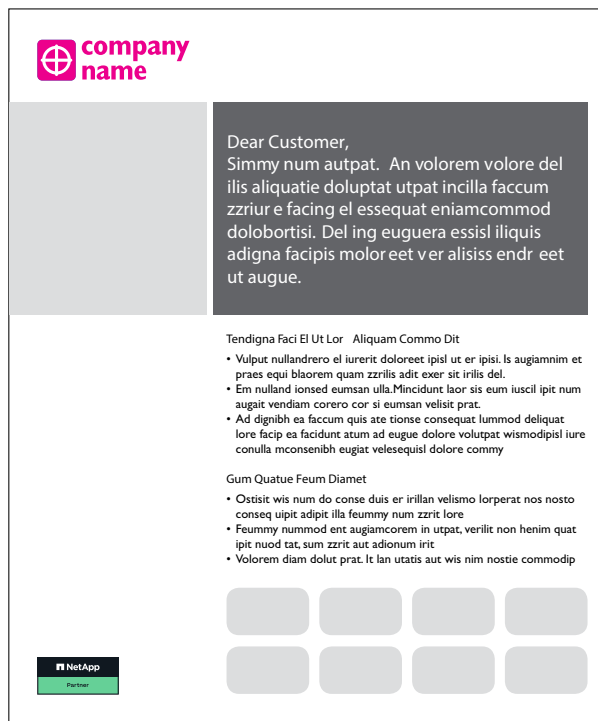 company
name
Dear Customer,
Simmy num autpat. An volorem volore del
ilis aliquatie doluptat utpat incilla faccum
zzriur e facing el essequat eniamcommod
dolobortisi. Del ing euguera essisl iliquis
adigna facipis molor eet v er alisiss endr eet
ut augue.
Tendigna Faci El Ut Lor Aliquam Commo Dit
• Vulput nullandrero el iurerit doloreet ipisl ut er ipisi. Is augiamnim et
praes equi blaorem quam zzrilis adit exer sit irilis del.
• Em nulland ionsed eumsan ulla.Mincidunt laor sis eum iuscil ipit num
augait vendiam corero cor si eumsan velisit prat.
• Ad dignibh ea faccum quis ate tionse consequat lummod deliquat
lore facip ea facidunt atum ad eugue dolore volutpat wismodipisl iure
conulla mconsenibh eugiat velesequisl dolore commy
Gum Quatue Feum Diamet
• Ostisit wis num do conse duis er irillan velismo lorperat nos nosto
conseq uipit adipit illa feummy num zzrit lore
• Feummy nummod ent augiamcorem in utpat, verilit non henim quat
ipit nuod tat, sum zzrit aut adionum irit
• Volorem diam dolut prat. It lan utatis aut wis nim nostie commodip
NetApp
Partner